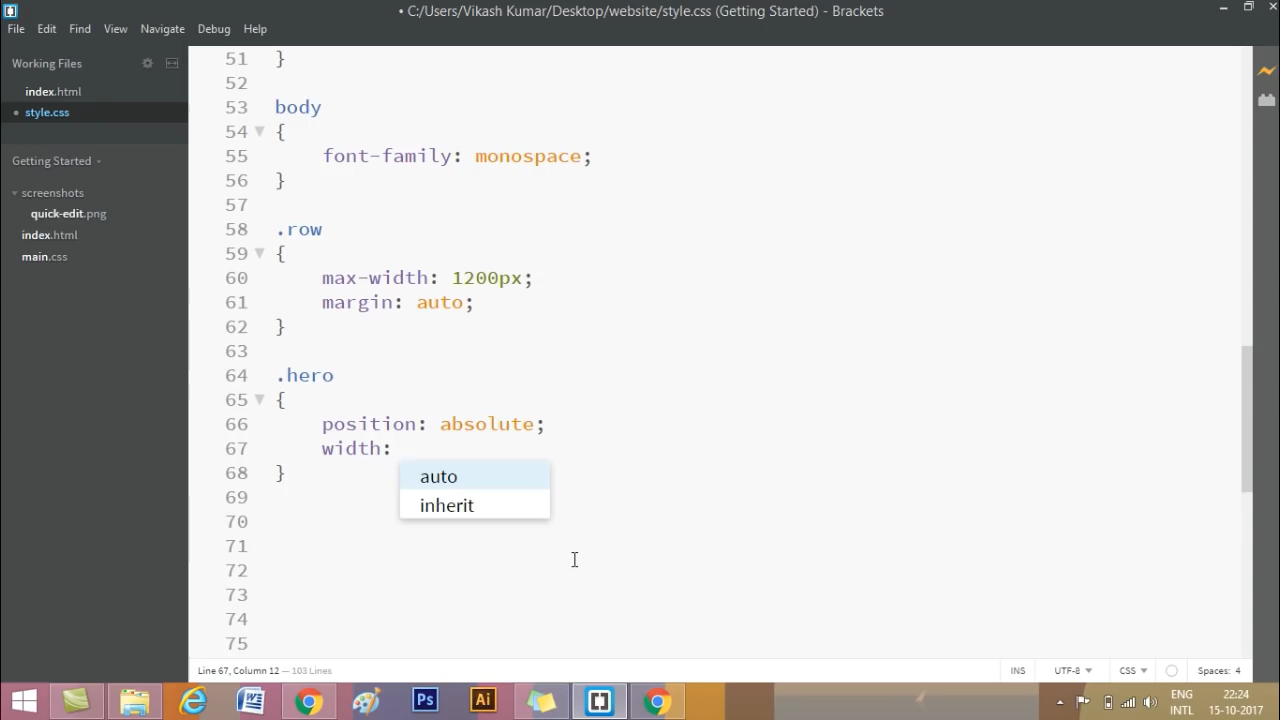 • C:/Users/Vikash Kumar/Desktop/website/style.css (Getting Started) - Brackets
File Edit Find View Navigate Debug Help
Working Files
index.html
• style.css
Getting Started
screenshots
quick-edit.png
index.html
main.css
51 }
52
53 body
54 {
55 font-family: monospace;
56 }
57
58 .row
59 {
60 max-width: 1200px;
61 margin: auto;
62 }
63
64 .hero
65 {
66 position: absolute;
67 width:
68 }
auto
69
inherit
70
71
72
73
74
75
Line 67, Column 12 — 103 Lines
INS UTF-8 CSS Spaces: 4
W Ps Ai
ENG 22:24
INTL 15-10-2017